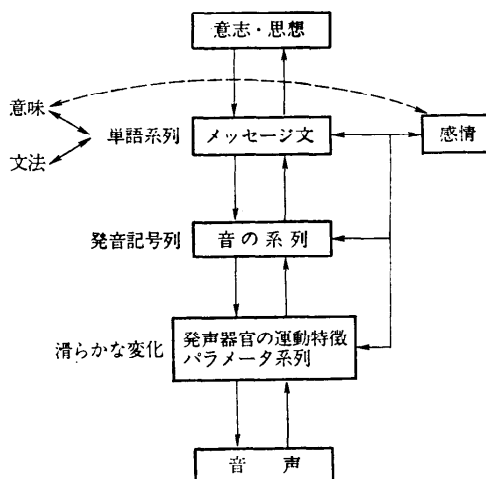 意志・思想
意味
単語系列
メッセージ文
感情
文法
発音記号列
音の系列
滑らかな変化
発声器官の運動特徴
パラメータ系列
音声